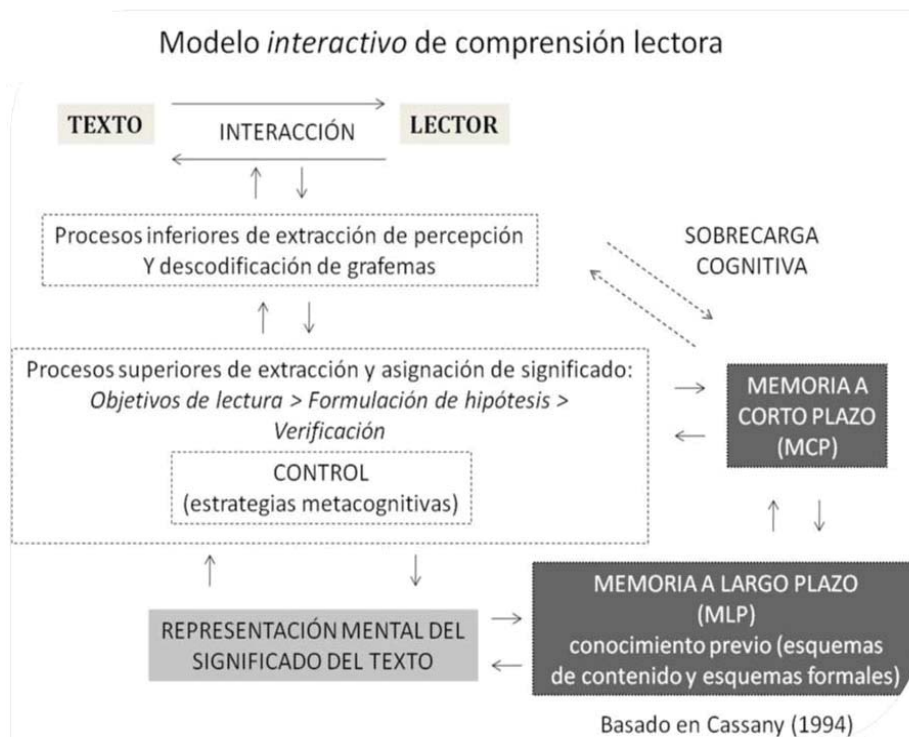 Modelo interactivo de comprensión lectora
TEXTO
INTERACCIÓN
LECTOR
Procesos inferiores de extracción de percepción
Y descodificación de grafemas
SOBRECARGA
COGNITIVA
Procesos superiores de extracción y asignación de significado:
Objetivos de lectura > Formulación de hipótesis >
Verificación
CONTROL
(estrategias metacognitivas)
MEMORIA A
CORTO PLAZO
(MCP)
REPRESENTACIÓN MENTAL DEL
SIGNIFICADO DEL TEXTO
MEMORIA A LARGO PLAZO
(MLP)
conocimiento previo (esquemas
de contenido y esquemas formales)
Basado en Cassany (1994)